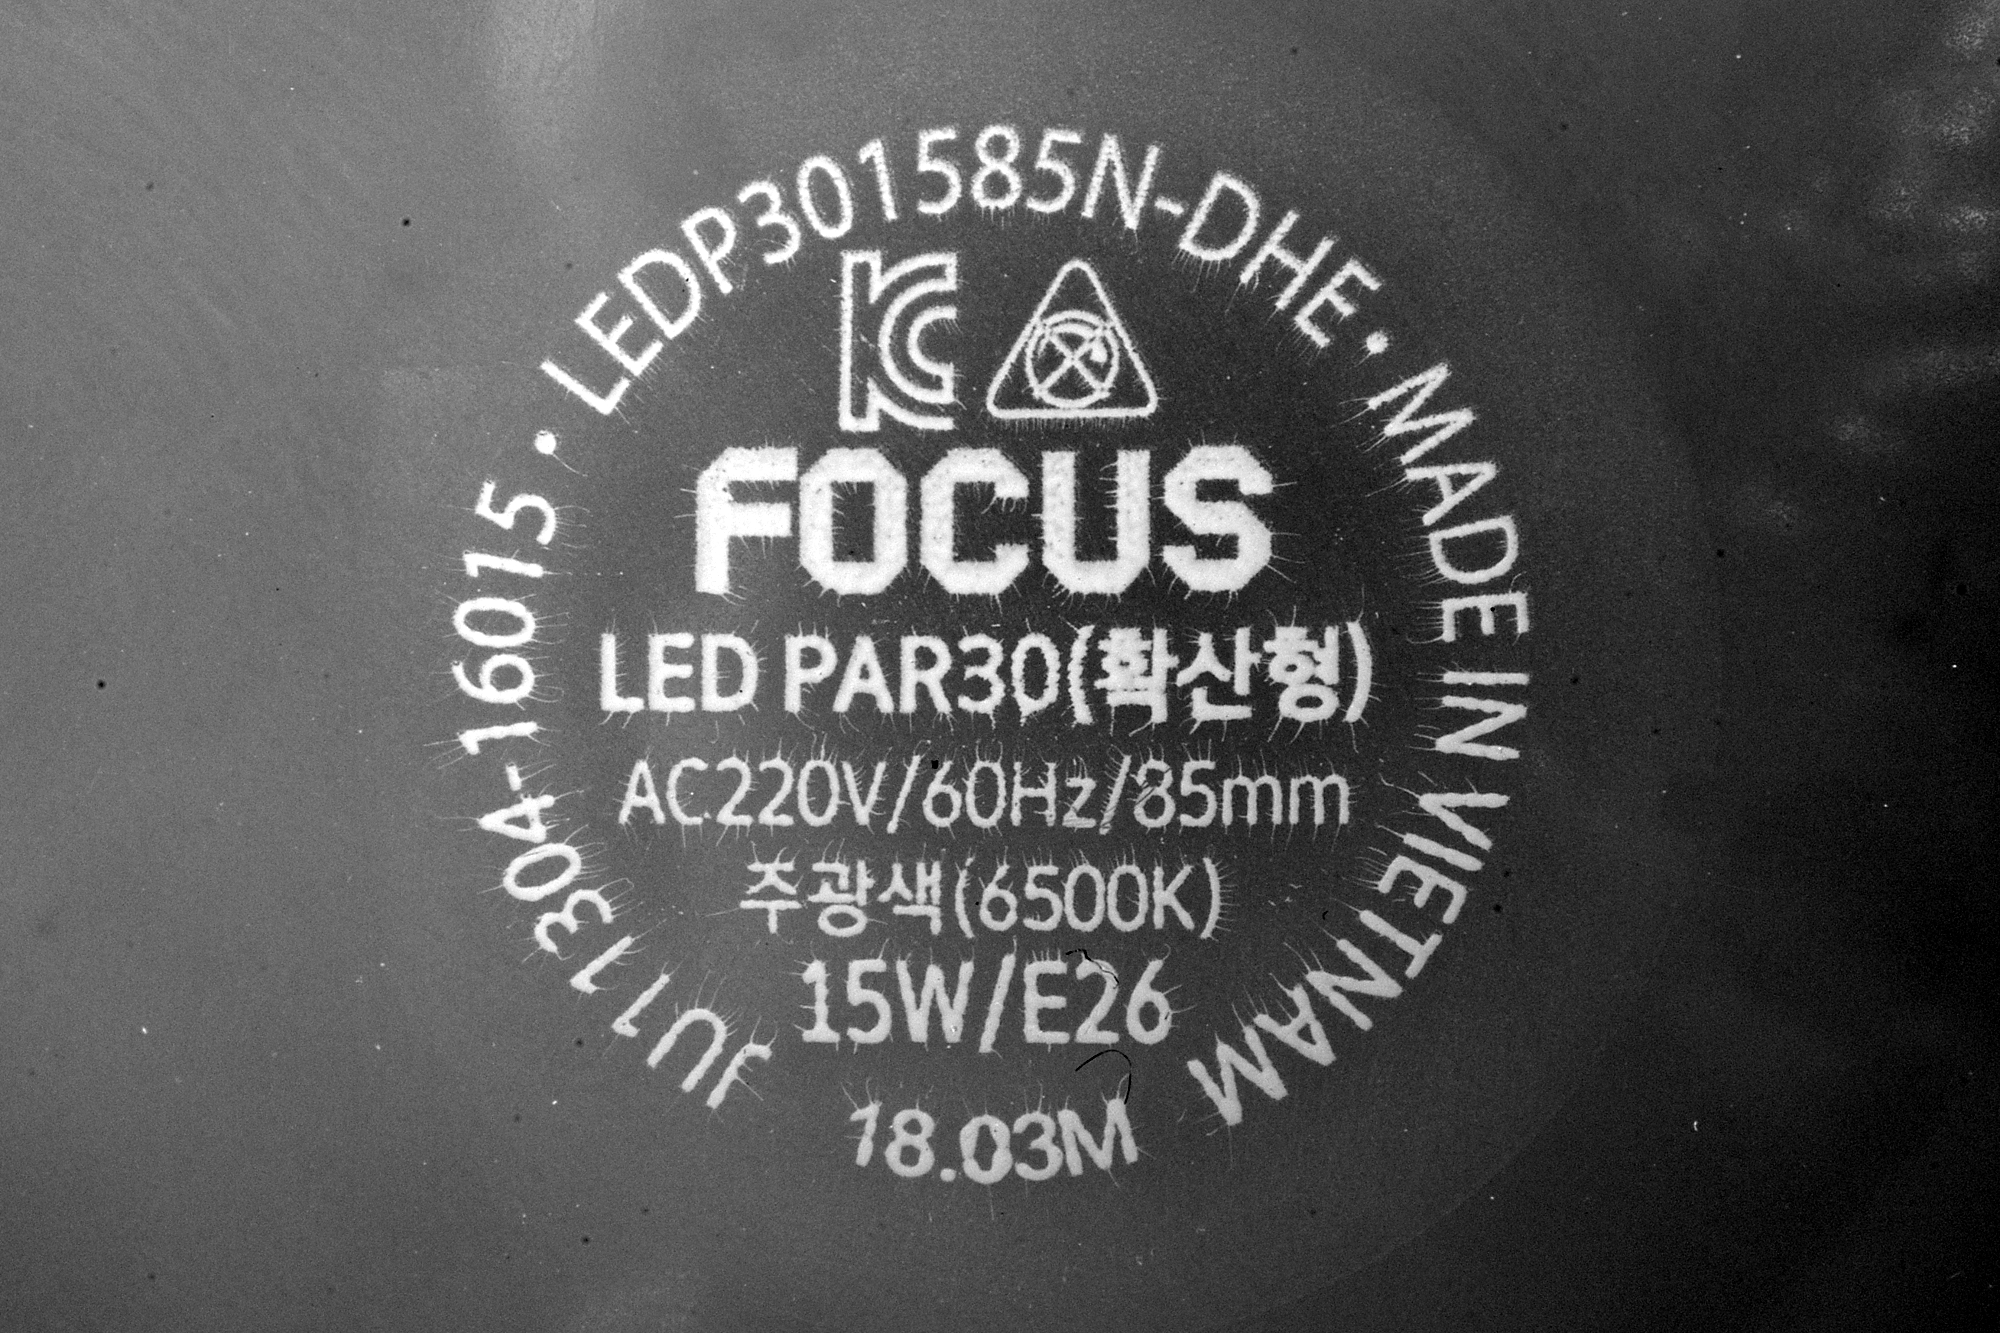 JU11304-16015 · LEDP301585N-DHE · MADE IN VIETNAM
FOCUS
LED PAR30(확산형)
AC220V/60Hz/85mm
주광색(6500K)
15W/E26
18.03M